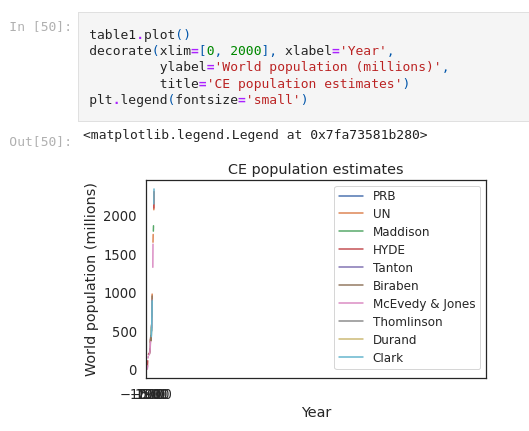 In [50]:
table1.plot()
decorate(xlim=[0, 2000], xlabel='Year',
ylabel='World population (millions)',
title='CE population estimates')
plt.legend(fontsize='small')
Out[50]:
<matplotlib.legend.Legend at 0x7fa73581b280>
CE population estimates
World population (millions)
2000
1500
1000
500
0
PRB
UN
Maddison
HYDE
Tanton
Biraben
McEvedy & Jones
Thomlinson
Durand
Clark
Year